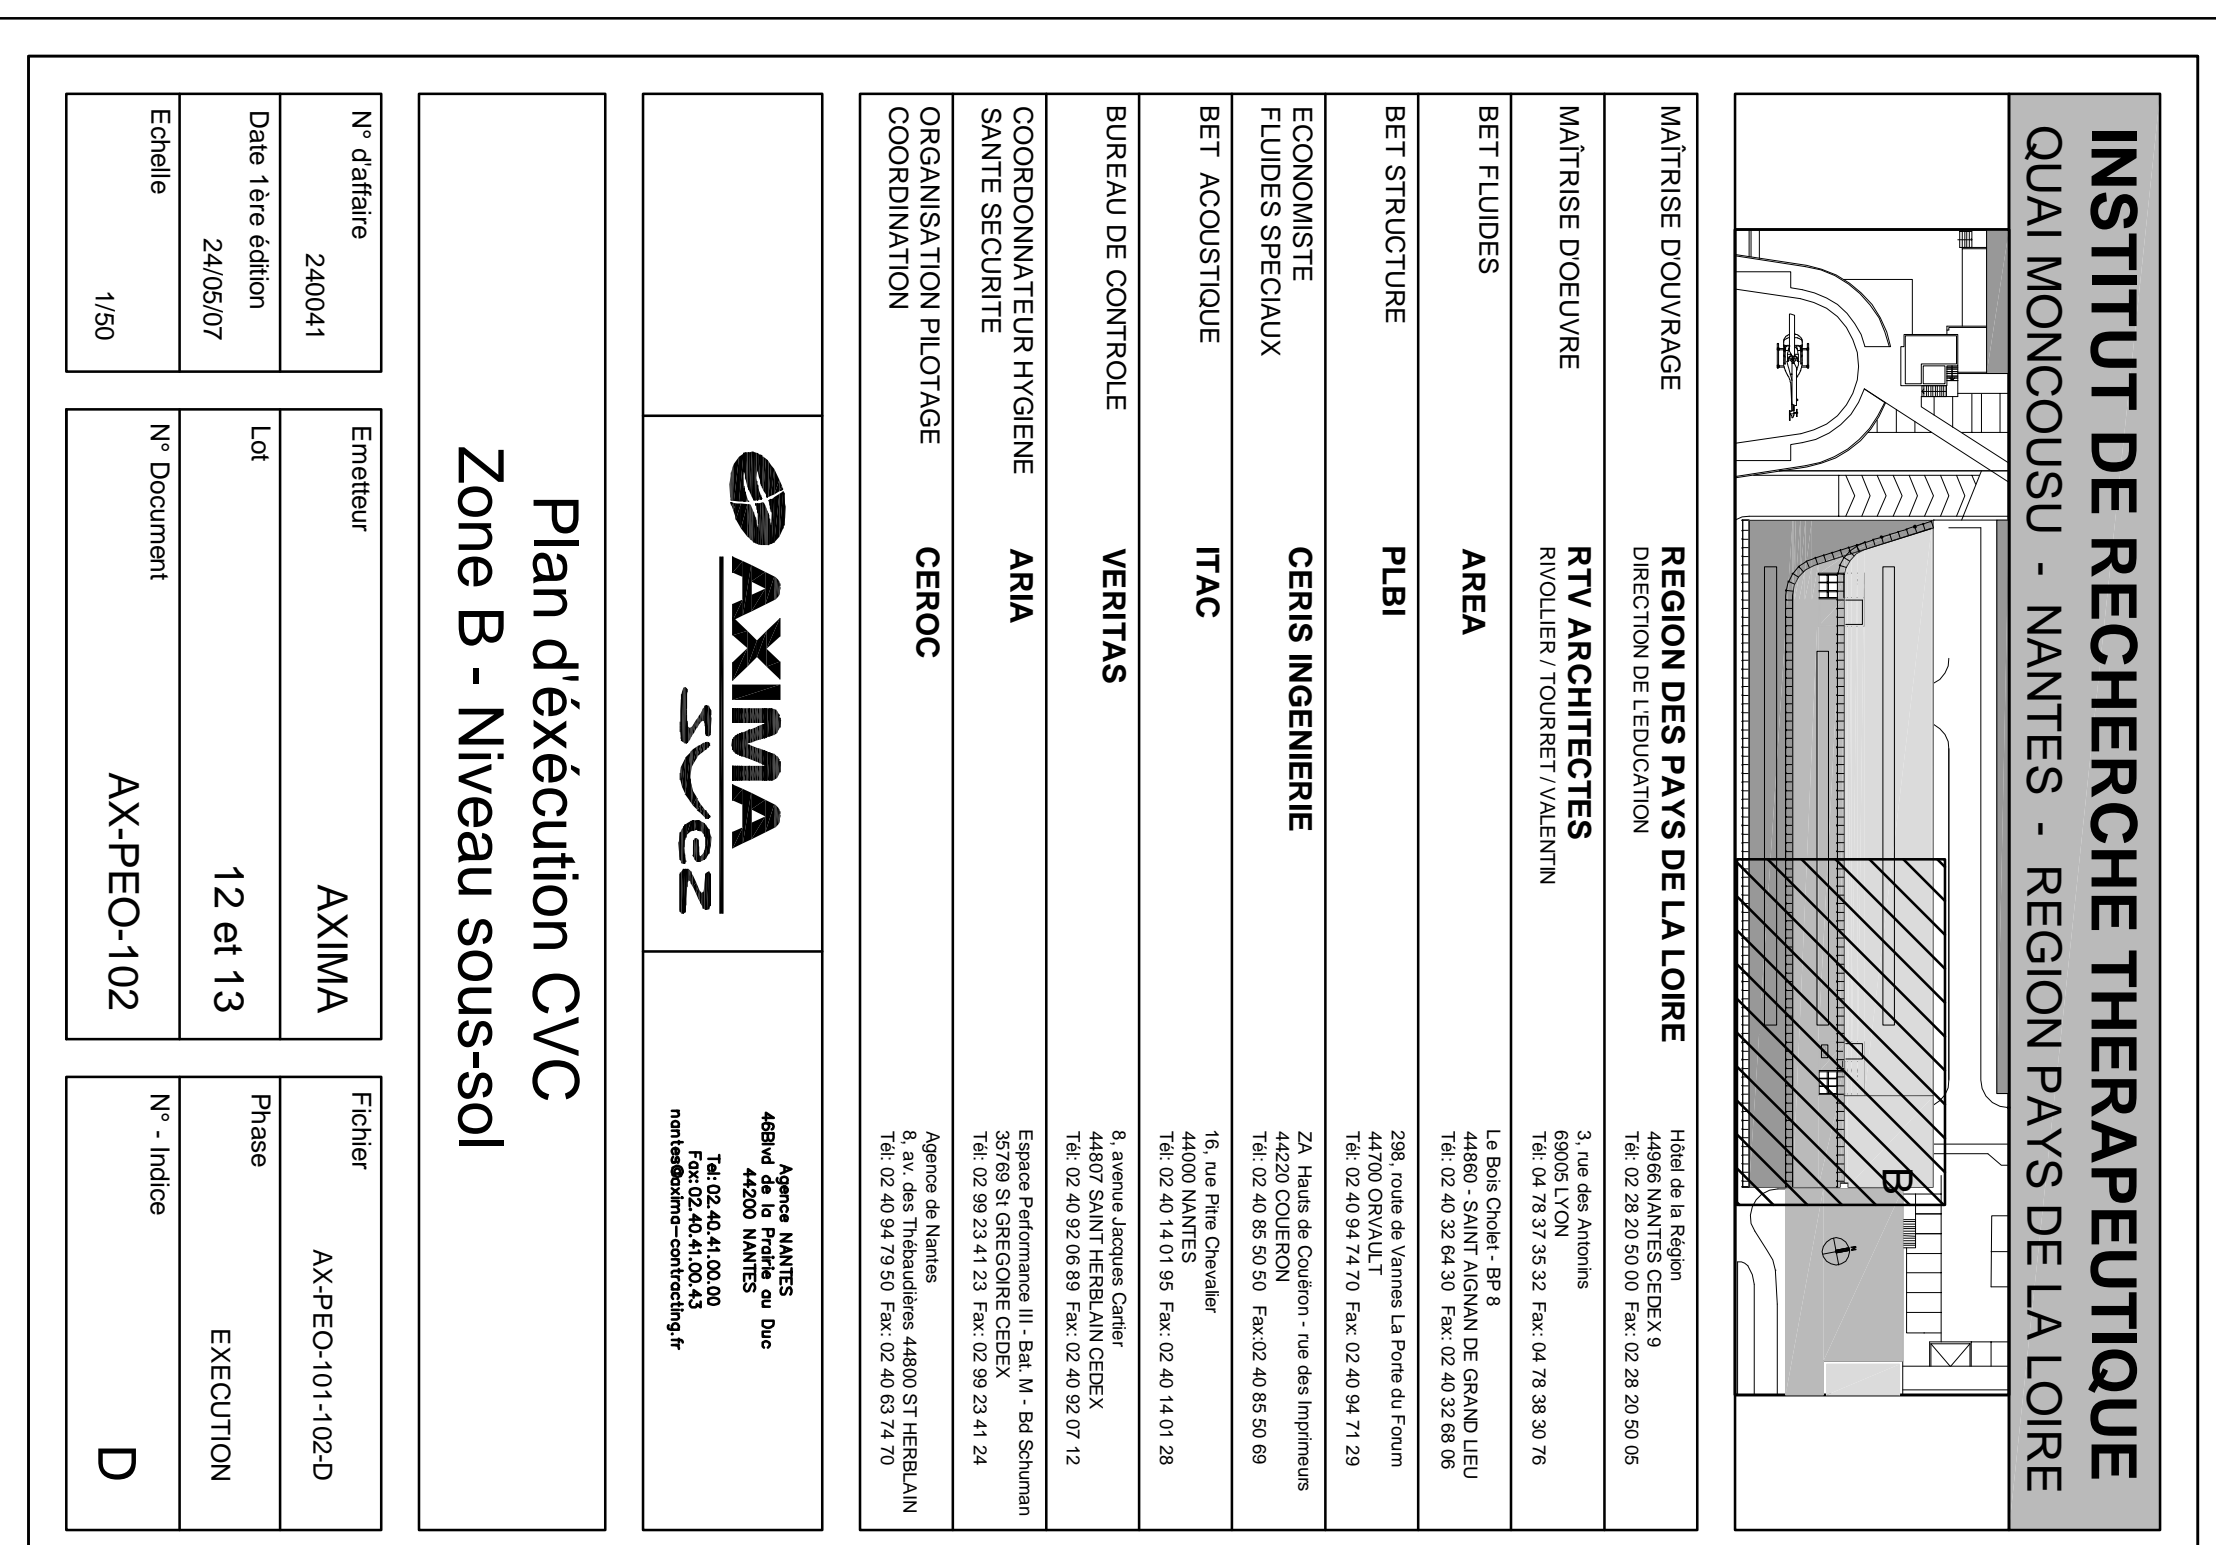 INSTITUT DE RECHERCHE THERAPEUTIQUE
QUAI MONCOUSU - NANTES - REGION PAYS DE LA LOIRE
B
N
MAÎTRISE D'OUVRAGE
REGION DES PAYS DE LA LOIRE
DIRECTION DE L'EDUCATION
Hôtel de la Région
44966 NANTES CEDEX 9
Tél: 02 28 20 50 00 Fax: 02 28 20 50 05
MAÎTRISE D'OEUVRE
RTV ARCHITECTES
RIVOLLIER / TOURRET / VALENTIN
3, rue des Antonins
69005 LYON
Tél: 04 78 37 35 32 Fax: 04 78 38 30 76
BET FLUIDES
AREA
Le Bois Cholet - BP 8
44860 - SAINT AIGNAN DE GRAND LIEU
Tél: 02 40 32 64 30 Fax: 02 40 32 68 06
BET STRUCTURE
PLBI
298, route de Vannes La Porte du Forum
44700 ORVAULT
Tél: 02 40 94 74 70 Fax: 02 40 94 71 29
ECONOMISTE
FLUIDES SPECIAUX
CERIS INGENIERIE
ZA Hauts de Couëron - rue des Imprimeurs
44220 COUERON
Tél: 02 40 85 50 50 Fax:02 40 85 50 69
BET ACOUSTIQUE
ITAC
16, rue Pitre Chevalier
44000 NANTES
Tél: 02 40 14 01 95 Fax: 02 40 14 01 28
BUREAU DE CONTROLE
VERITAS
8, avenue Jacques Cartier
44807 SAINT HERBLAIN CEDEX
Tél: 02 40 92 06 89 Fax: 02 40 92 07 12
COORDONNATEUR HYGIENE
SANTE SECURITE
ARIA
Espace Performance III - Bat. M - Bd Schuman
35769 St GREGOIRE CEDEX
Tél: 02 99 23 41 23 Fax: 02 99 23 41 24
ORGANISATION PILOTAGE
COORDINATION
CEROC
Agence de Nantes
8, av. des Thébaudières 44800 ST HERBLAIN
Tél: 02 40 94 79 50 Fax: 02 40 63 74 70
AXIMA
suez
Agence NANTES
46Blvd de la Prairie au Duc
44200 NANTES
Tel: 02.40.41.00.00
Fax: 02.40.41.00.43
nantes@axima-contracting.fr
Plan d'éxécution CVC
Zone B - Niveau sous-sol
N° d'affaire
240041
Date 1ère édition
24/05/07
Echelle
1/50
Emetteur
AXIMA
Lot
12 et 13
N° Document
AX-PEO-102
Fichier
AX-PEO-101-102-D
Phase
EXECUTION
N° - Indice
D